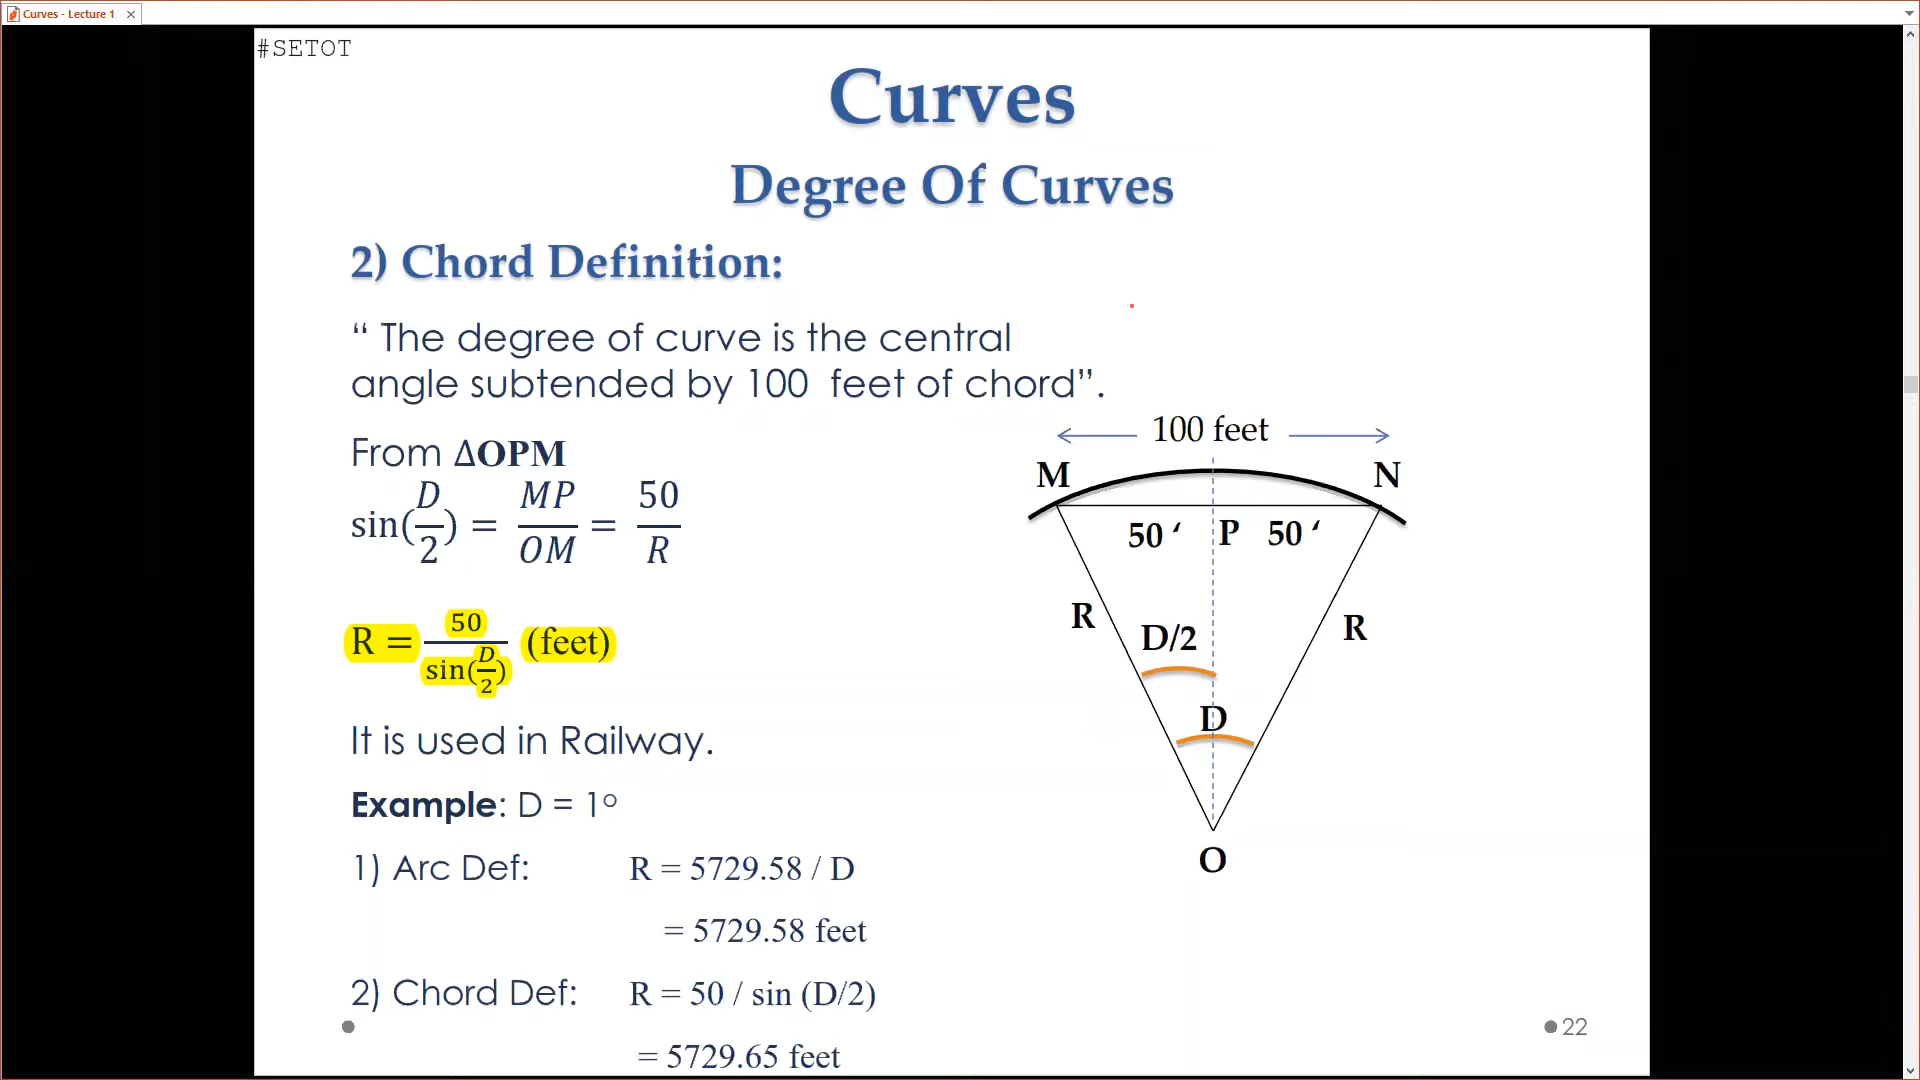 Curves - Lecture 1
#SETOT
Curves
Degree Of Curves
2) Chord Definition:
“ The degree of curve is the central
angle subtended by 100 feet of chord”.
From ΔOPM
sin(D/2) = MP/OM = 50/R
R = 50/sin(D/2) (feet)
It is used in Railway.
Example: D = 1°
1) Arc Def: R = 5729.58 / D
= 5729.58 feet
2) Chord Def: R = 50 / sin (D/2)
= 5729.65 feet
100 feet
M N
50 ‘ P 50 ‘
R R
D/2
D
O
22